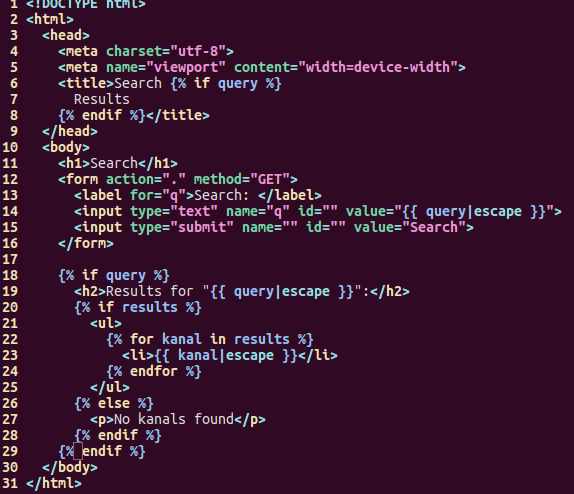 1 <!DOCTYPE html>
2 <html>
3   <head>
4     <meta charset="utf-8">
5     <meta name="viewport" content="width=device-width">
6     <title>Search {% if query %}
7       Results
8     {% endif %}</title>
9   </head>
10   <body>
11     <h1>Search</h1>
12     <form action="." method="GET">
13       <label for="q">Search: </label>
14       <input type="text" name="q" id="" value="{{ query|escape }}">
15       <input type="submit" name="" id="" value="Search">
16     </form>
17
18     {% if query %}
19       <h2>Results for "{{ query|escape }}":</h2>
20       {% if results %}
21         <ul>
22           {% for kanal in results %}
23             <li>{{ kanal|escape }}</li>
24           {% endfor %}
25         </ul>
26       {% else %}
27         <p>No kanals found</p>
28       {% endif %}
29     {% endif %}
30   </body>
31 </html>